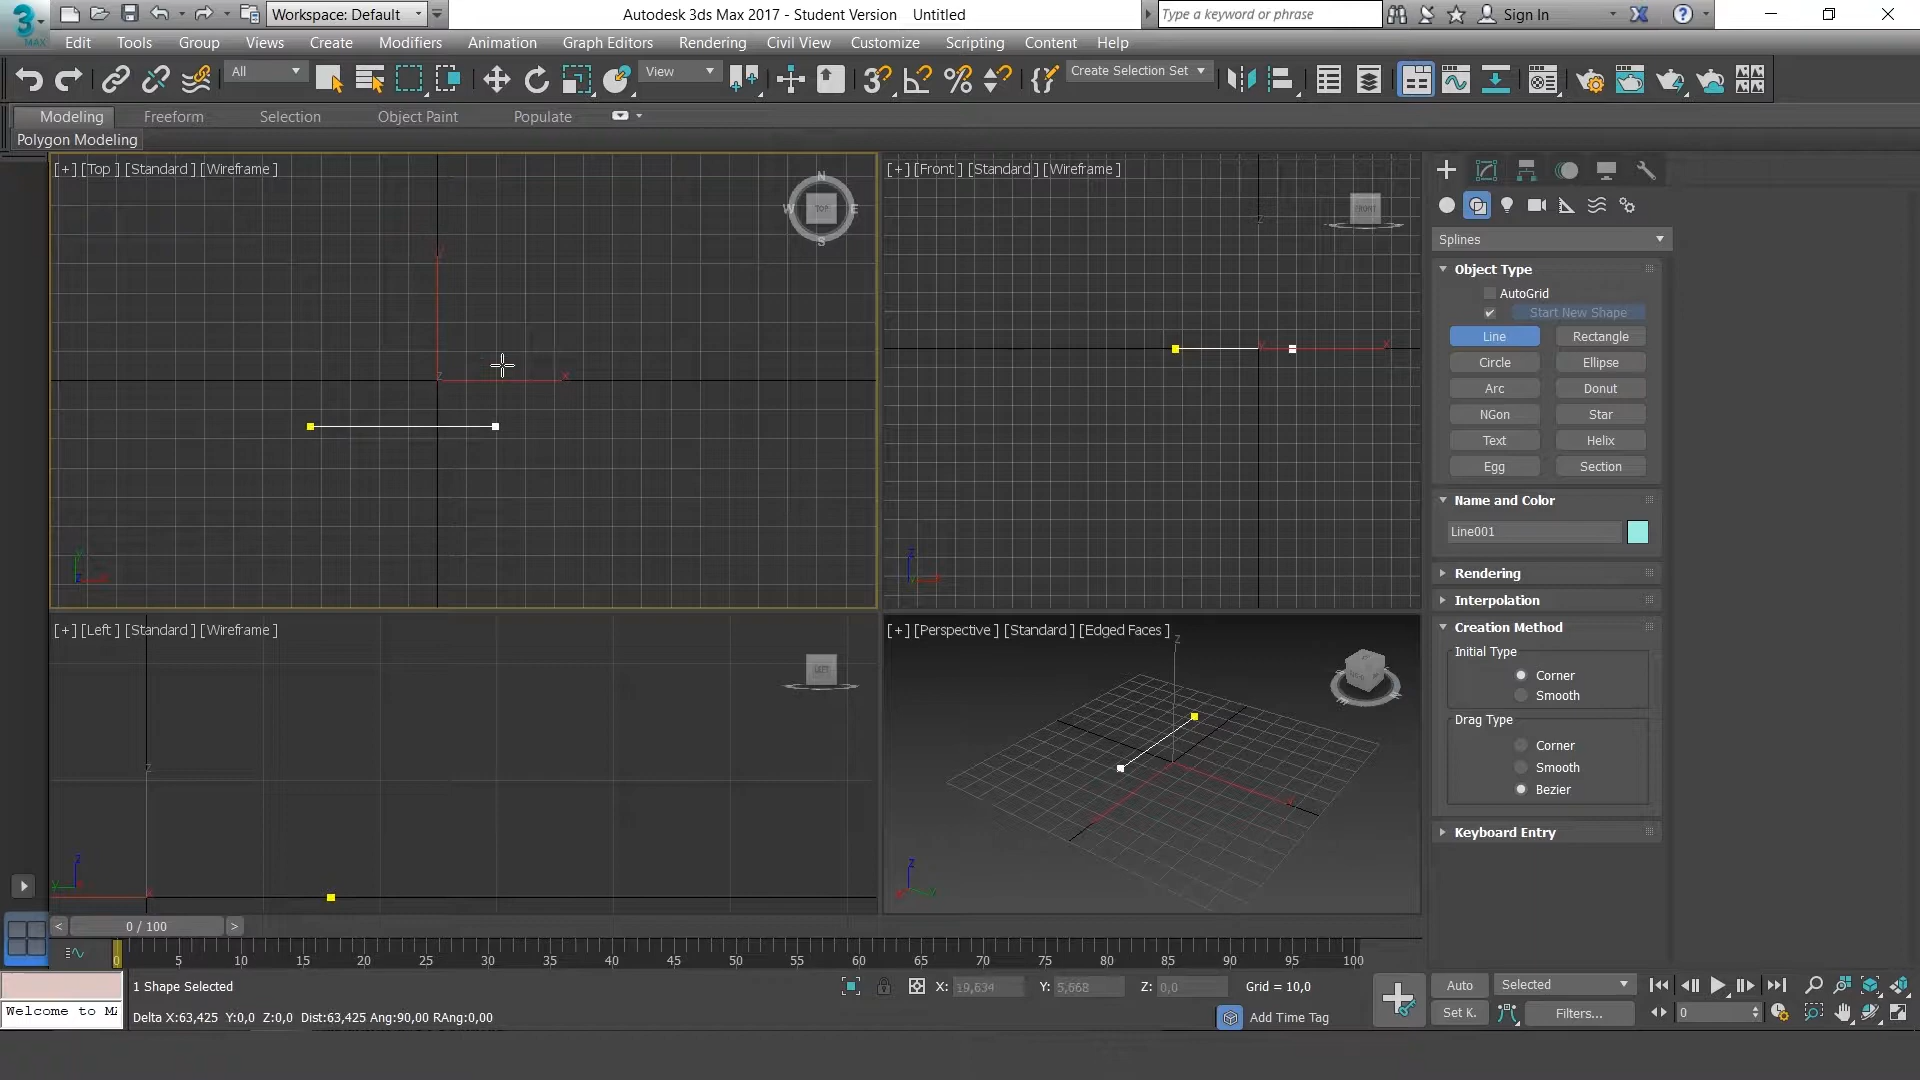 Workspace: Default
Autodesk 3ds Max 2017 - Student Version Untitled
Type a keyword or phrase
Sign In
3
MAX
Edit Tools Group Views Create Modifiers Animation Graph Editors Rendering Civil View Customize Scripting Content Help
All
View
Create Selection Set
Modeling Freeform Selection Object Paint Populate
Polygon Modeling
[+] [Top ] [Standard ] [Wireframe ]
N
W TOP E
S
[+] [Front ] [Standard ] [Wireframe ]
FRONT
Splines
Object Type
AutoGrid
Start New Shape
Line Rectangle
Circle Ellipse
Arc Donut
NGon Star
Text Helix
Egg Section
Name and Color
Line001
Rendering
Interpolation
Creation Method
Initial Type
Corner
Smooth
Drag Type
Corner
Smooth
Bezier
Keyboard Entry
[+] [Left ] [Standard ] [Wireframe ]
LEFT
[+] [Perspective ] [Standard ] [Edged Faces ]
< 0 / 100 >
0 5 10 15 20 25 30 35 40 45 50 55 60 65 70 75 80 85 90 95 100
1 Shape Selected
X: 19,634 Y: 5,668 Z: 0,0 Grid = 10,0
Auto Selected
Welcome to MA
Delta X:63,425 Y:0,0 Z:0,0 Dist:63,425 Ang:90,00 RAng:0,00
Add Time Tag
Set K. Filters... 0